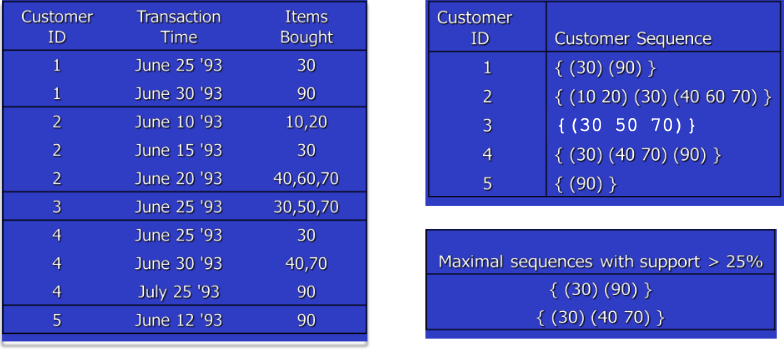 Customer ID Transaction Time Items Bought
1 June 25 '93 30
1 June 30 '93 90
2 June 10 '93 10,20
2 June 15 '93 30
2 June 20 '93 40,60,70
3 June 25 '93 30,50,70
4 June 25 '93 30
4 June 30 '93 40,70
4 July 25 '93 90
5 June 12 '93 90
Customer ID Customer Sequence
1 { (30) (90) }
2 { (10 20) (30) (40 60 70) }
3 {(30 50 70)}
4 { (30) (40 70) (90) }
5 { (90) }
Maximal sequences with support > 25%
{ (30) (90) }
{ (30) (40 70) }